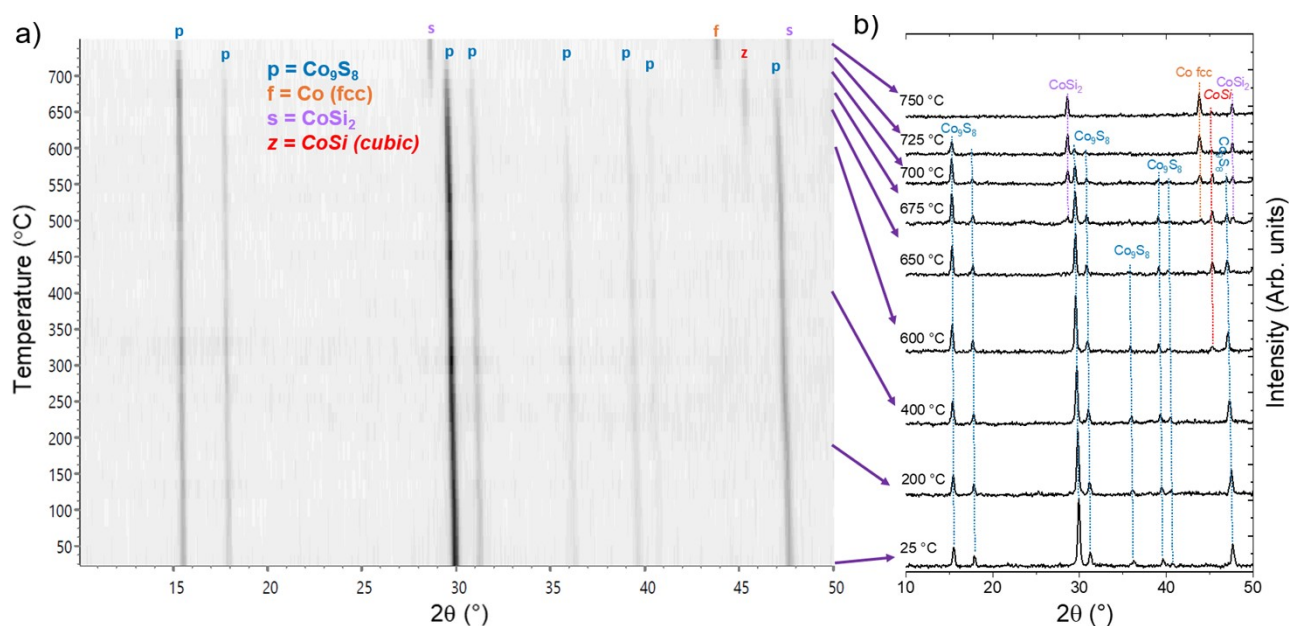 a)
s
f
s
p
p
p
p
p
p
p
z
p
p = Co₉S₈
f = Co (fcc)
s = CoSi₂
z = CoSi (cubic)
Temperature (°C)
700
650
600
550
500
450
400
350
300
250
200
150
100
50
15
20
25
30
35
40
45
50
2θ (°)
b)
750 °C
725 °C
700 °C
675 °C
650 °C
600 °C
400 °C
200 °C
25 °C
CoSi₂
Co fcc
CoSi₂
CoSi
Co₉S₈
Co₉S₈
Co₉S₈
Co₉S₈
Co₉S₈
10
20
30
40
50
2θ (°)
Intensity (Arb. units)